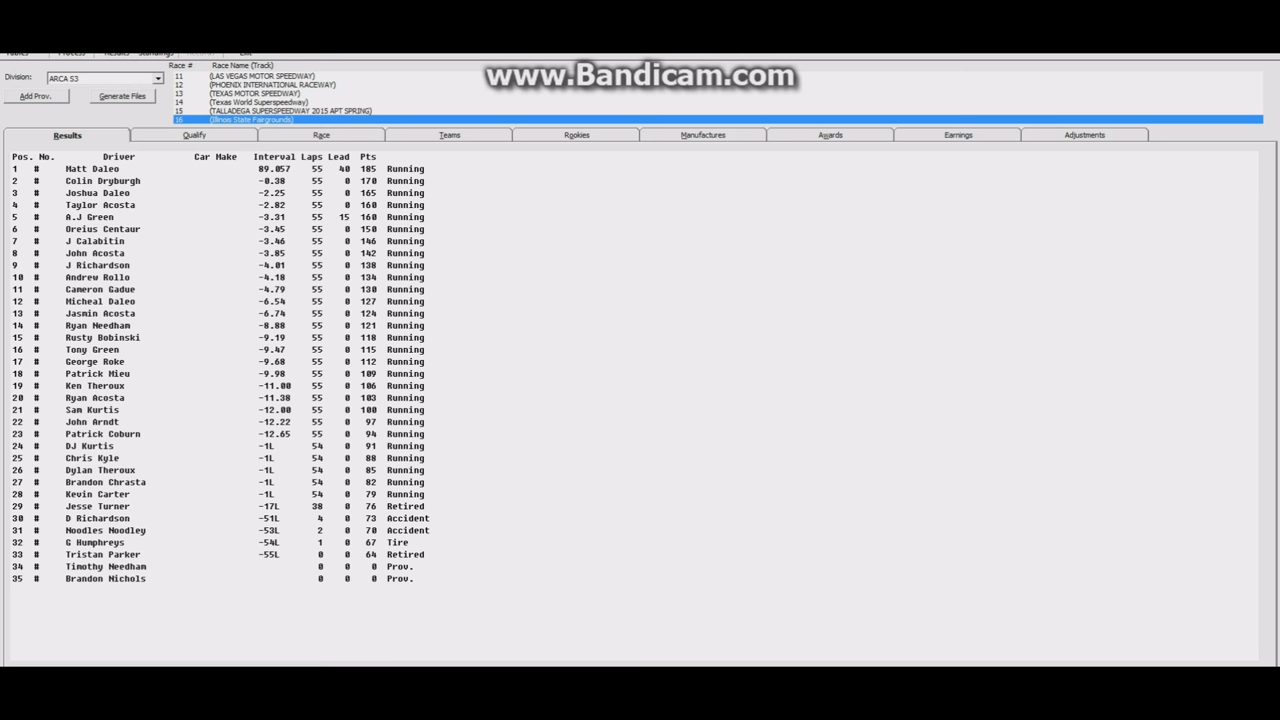 Tables Process Results Standings Exit
Race # Race Name (Track)
Division: ARCA S3
11 (LAS VEGAS MOTOR SPEEDWAY)
12 (PHOENIX INTERNATIONAL RACEWAY)
13 (TEXAS MOTOR SPEEDWAY)
14 (Texas World Superspeedway)
15 (TALLADEGA SUPERSPEEDWAY 2015 APT SPRING)
16 (Illinois State Fairgrounds)
Add Prov. Generate Files
www.Bandicam.com
Results Qualify Race Teams Rookies Manufactures Awards Earnings Adjustments
Pos. No. Driver Car Make Interval Laps Lead Pts
1 # Matt Daleo 89.057 55 40 185 Running
2 # Colin Dryburgh -0.38 55 0 170 Running
3 # Joshua Daleo -2.25 55 0 165 Running
4 # Taylor Acosta -2.82 55 0 160 Running
5 # A.J Green -3.31 55 15 160 Running
6 # Oreius Centaur -3.45 55 0 150 Running
7 # J Calabitin -3.46 55 0 146 Running
8 # John Acosta -3.85 55 0 142 Running
9 # J Richardson -4.01 55 0 138 Running
10 # Andrew Rollo -4.18 55 0 134 Running
11 # Cameron Gadue -4.79 55 0 130 Running
12 # Micheal Daleo -6.54 55 0 127 Running
13 # Jasmin Acosta -6.74 55 0 124 Running
14 # Ryan Needham -8.88 55 0 121 Running
15 # Rusty Bobinski -9.19 55 0 118 Running
16 # Tony Green -9.47 55 0 115 Running
17 # George Roke -9.68 55 0 112 Running
18 # Patrick Mieu -9.98 55 0 109 Running
19 # Ken Theroux -11.00 55 0 106 Running
20 # Ryan Acosta -11.38 55 0 103 Running
21 # Sam Kurtis -12.00 55 0 100 Running
22 # John Arndt -12.22 55 0 97 Running
23 # Patrick Coburn -12.65 55 0 94 Running
24 # DJ Kurtis -1L 54 0 91 Running
25 # Chris Kyle -1L 54 0 88 Running
26 # Dylan Theroux -1L 54 0 85 Running
27 # Brandon Chrasta -1L 54 0 82 Running
28 # Kevin Carter -1L 54 0 79 Running
29 # Jesse Turner -17L 38 0 76 Retired
30 # D Richardson -51L 4 0 73 Accident
31 # Noodles Noodley -53L 2 0 70 Accident
32 # G Humphreys -54L 1 0 67 Tire
33 # Tristan Parker -55L 0 0 64 Retired
34 # Timothy Needham 0 0 0 Prov.
35 # Brandon Nichols 0 0 0 Prov.